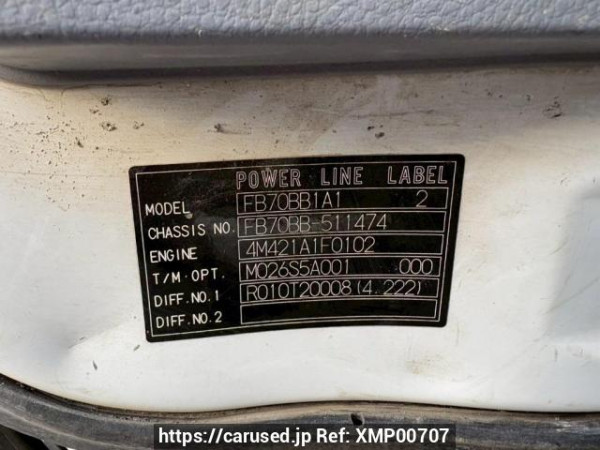 POWER LINE LABEL
MODEL FB70BB1A1 2
CHASSIS NO. FB70BB-511474
ENGINE 4M421A1F0102
T/M.OPT. M026S5A001 000
DIFF.NO.1 R010T20008(4.222)
DIFF.NO.2
https://carused.jp Ref: XMP00707